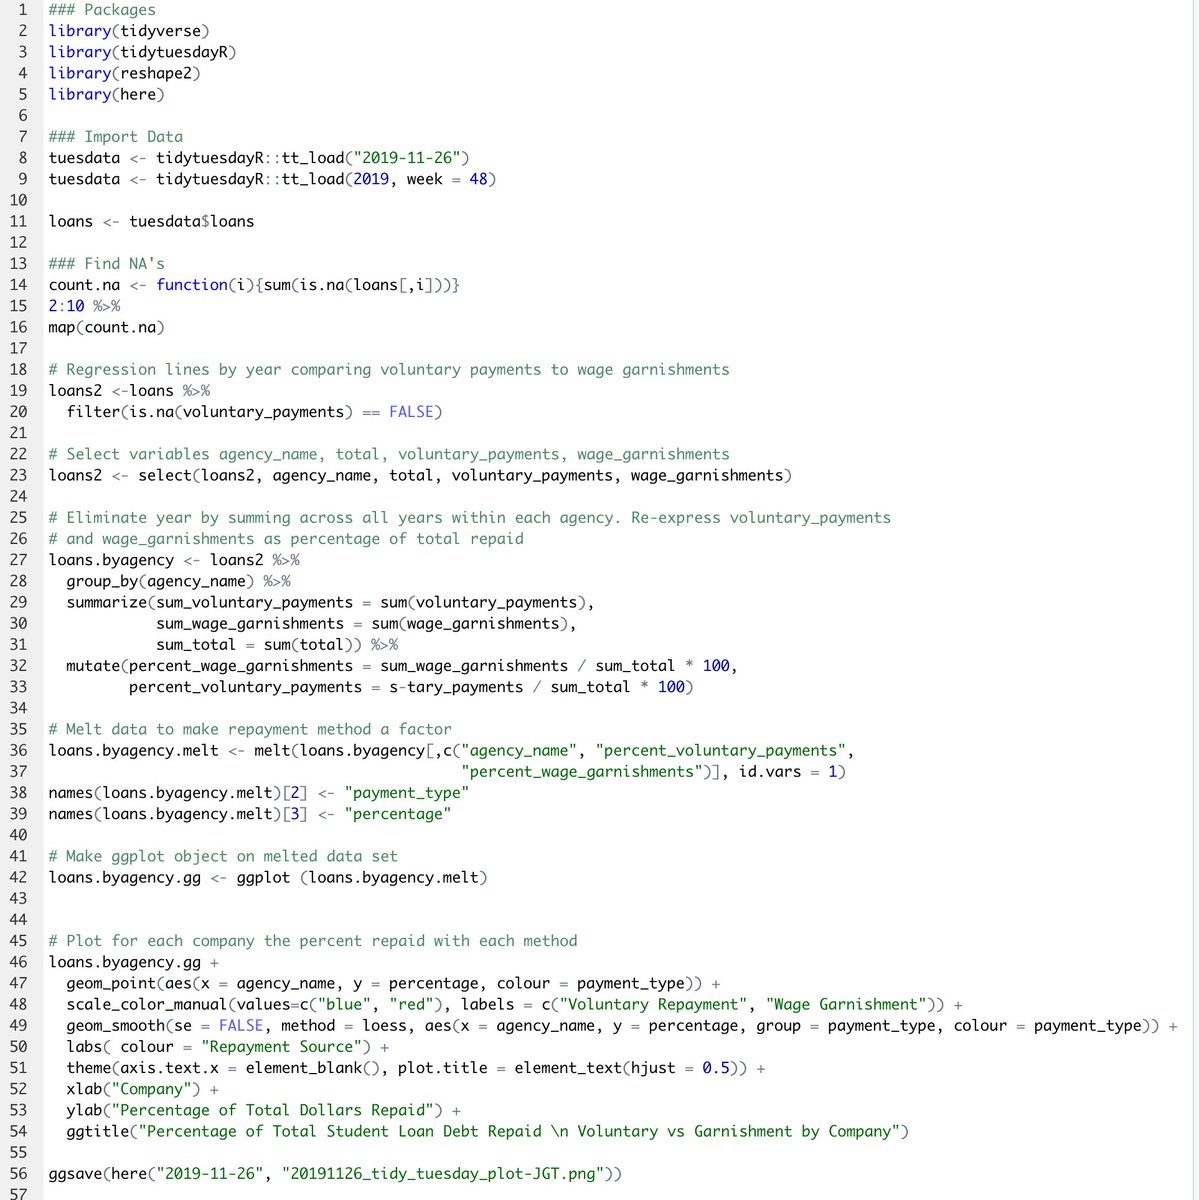 1 ### Packages
2 library(tidyverse)
3 library(tidytuesdayR)
4 library(reshape2)
5 library(here)
6
7 ### Import Data
8 tuesdata <- tidytuesdayR::tt_load("2019-11-26")
9 tuesdata <- tidytuesdayR::tt_load(2019, week = 48)
10
11 loans <- tuesdata$loans
12
13 ### Find NA's
14 count.na <- function(i){sum(is.na(loans[,i]))}
15 2:10 %>%
16 map(count.na)
17
18 # Regression lines by year comparing voluntary payments to wage garnishments
19 loans2 <-loans %>%
20   filter(is.na(voluntary_payments) == FALSE)
21
22 # Select variables agency_name, total, voluntary_payments, wage_garnishments
23 loans2 <- select(loans2, agency_name, total, voluntary_payments, wage_garnishments)
24
25 # Eliminate year by summing across all years within each agency. Re-express voluntary_payments
26 # and wage_garnishments as percentage of total repaid
27 loans.byagency <- loans2 %>%
28   group_by(agency_name) %>%
29   summarize(sum_voluntary_payments = sum(voluntary_payments),
30             sum_wage_garnishments = sum(wage_garnishments),
31             sum_total = sum(total)) %>%
32   mutate(percent_wage_garnishments = sum_wage_garnishments / sum_total * 100,
33          percent_voluntary_payments = s-tary_payments / sum_total * 100)
34
35 # Melt data to make repayment method a factor
36 loans.byagency.melt <- melt(loans.byagency[,c("agency_name", "percent_voluntary_payments",
37                                               "percent_wage_garnishments")], id.vars = 1)
38 names(loans.byagency.melt)[2] <- "payment_type"
39 names(loans.byagency.melt)[3] <- "percentage"
40
41 # Make ggplot object on melted data set
42 loans.byagency.gg <- ggplot (loans.byagency.melt)
43
44
45 # Plot for each company the percent repaid with each method
46 loans.byagency.gg +
47   geom_point(aes(x = agency_name, y = percentage, colour = payment_type)) +
48   scale_color_manual(values=c("blue", "red"), labels = c("Voluntary Repayment", "Wage Garnishment")) +
49   geom_smooth(se = FALSE, method = loess, aes(x = agency_name, y = percentage, group = payment_type, colour = payment_type)) +
50   labs( colour = "Repayment Source") +
51   theme(axis.text.x = element_blank(), plot.title = element_text(hjust = 0.5)) +
52   xlab("Company") +
53   ylab("Percentage of Total Dollars Repaid") +
54   ggtitle("Percentage of Total Student Loan Debt Repaid \n Voluntary vs Garnishment by Company")
55
56 ggsave(here("2019-11-26", "20191126_tidy_tuesday_plot-JGT.png"))
57